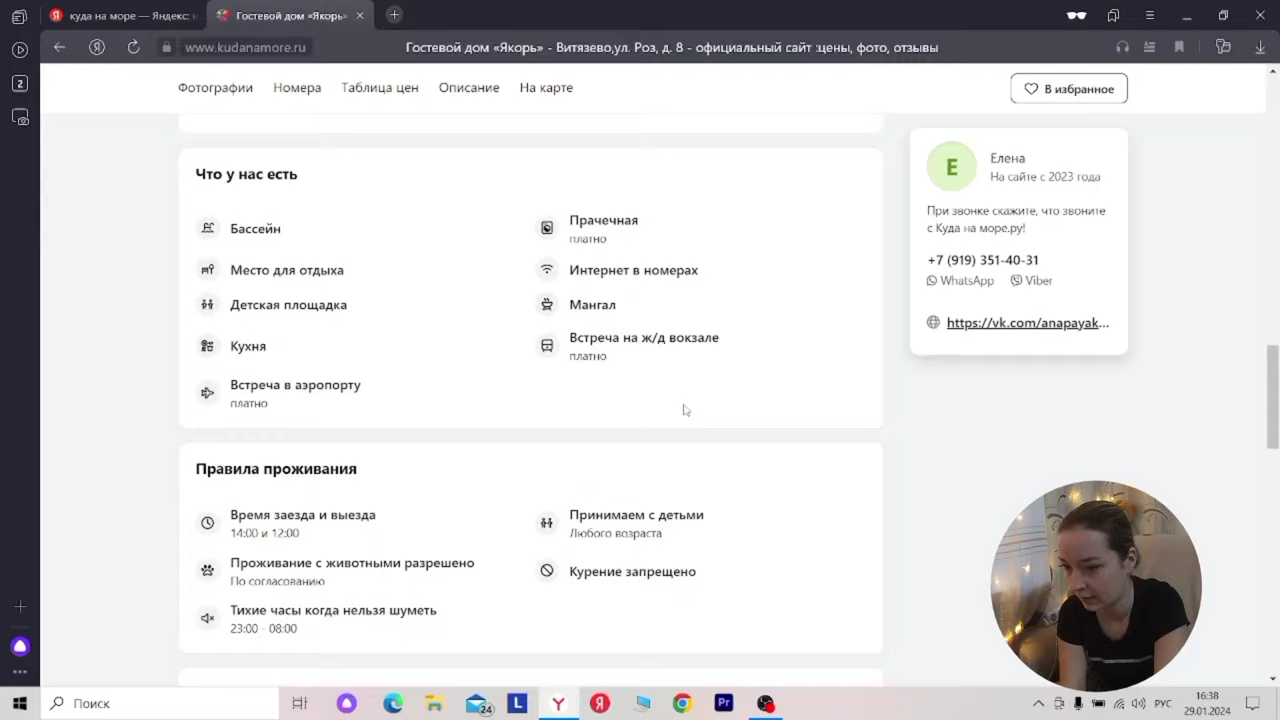 куда на море — Яндекс:
Гостевой дом «Якорь»
www.kudanamore.ru
Гостевой дом «Якорь» - Витязево,ул. Роз, д. 8 - официальный сайт :цены, фото, отзывы
2
Фотографии
Номера
Таблица цен
Описание
На карте
В избранное
Что у нас есть
Бассейн
Прачечная
платно
Место для отдыха
Интернет в номерах
Детская площадка
Мангал
Кухня
Встреча на ж/д вокзале
платно
Встреча в аэропорту
платно
Правила проживания
Время заезда и выезда
14:00 и 12:00
Принимаем с детьми
Любого возраста
Проживание с животными разрешено
По согласованию
Курение запрещено
Тихие часы когда нельзя шуметь
23:00 - 08:00
Е
Елена
На сайте с 2023 года
При звонке скажите, что звоните
с Куда на море.ру!
+7 (919) 351-40-31
WhatsApp
Viber
https://vk.com/anapayak...
Поиск
24
L
Y
Я
Pr
РУС
16:38
29.01.2024